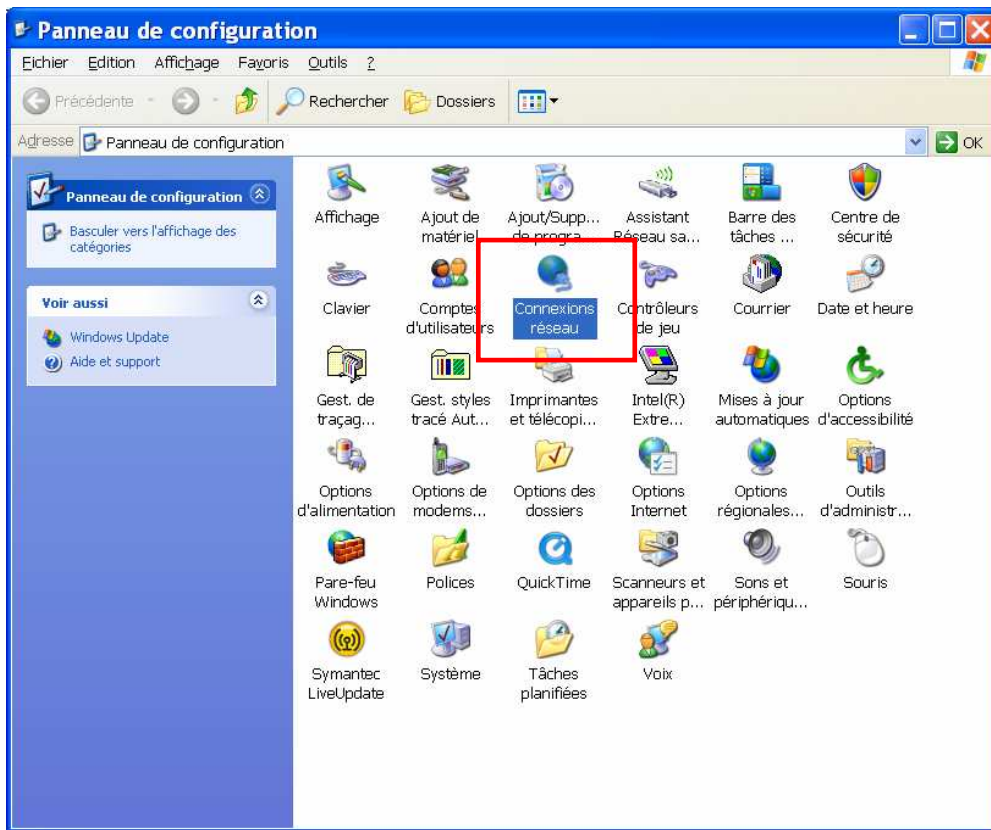 Panneau de configuration
Fichier Edition Affichage Favoris Outils ?
Précédente Rechercher Dossiers
Adresse Panneau de configuration OK
Panneau de configuration
Basculer vers l'affichage des
catégories
Voir aussi
Windows Update
Aide et support
Affichage
Ajout de
matériel
Ajout/Supp...
de progra...
Assistant
Réseau sa...
Barre des
tâches ...
Centre de
sécurité
Clavier
Comptes
d'utilisateurs
Connexions
réseau
Contrôleurs
de jeu
Courrier
Date et heure
Gest. de
traçag...
Gest. styles
tracé Aut...
Imprimantes
et télécopi...
Intel(R)
Extre...
Mises à jour
automatiques
Options
d'accessibilité
Options
d'alimentation
Options de
modems...
Options des
dossiers
Options
Internet
Options
régionales...
Outils
d'administr...
Pare-feu
Windows
Polices
QuickTime
Scanneurs et
appareils p...
Sons et
périphériqu...
Souris
Symantec
LiveUpdate
Système
Tâches
planifiées
Voix